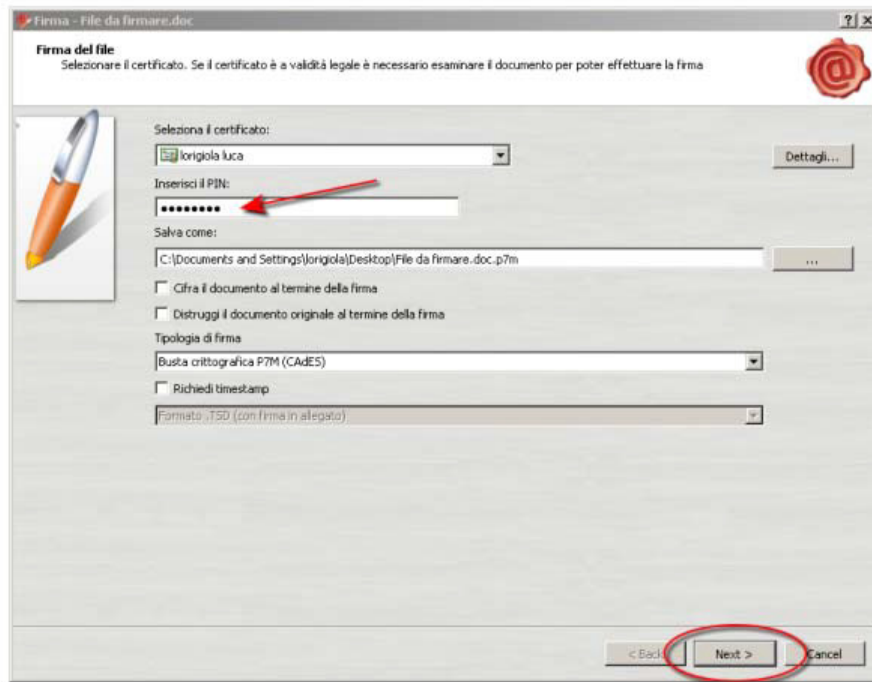 Firma - File da firmare.doc
Firma del file
Selezionare il certificato. Se il certificato è a validità legale è necessario esaminare il documento per poter effettuare la firma
Seleziona il certificato:
lorigiola luca
Dettagli...
Inserisci il PIN:
Salva come:
C:\Documents and Settings\lorigiola\Desktop\File da firmare.doc.p7m
...
Cifra il documento al termine della firma
Distruggi il documento originale al termine della firma
Tipologia di firma
Busta crittografica P7M (CAdES)
Richiedi timestamp
Formato .TSD (con firma in allegato)
< Back
Next >
Cancel